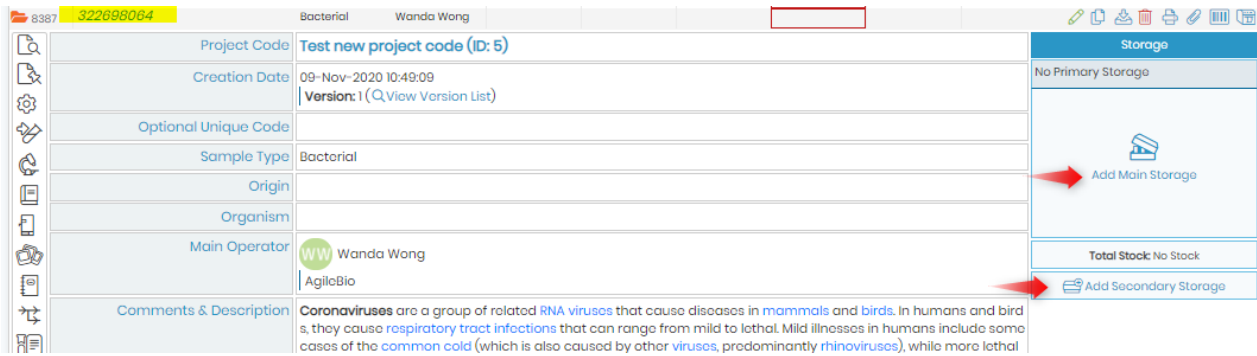 8387 322698064 Bacterial Wanda Wong
Project Code Test new project code (ID: 5)
Creation Date 09-Nov-2020 10:49:09
Version: 1 (View Version List)
Optional Unique Code
Sample Type Bacterial
Origin
Organism
Main Operator WW Wanda Wong
AgileBio
Comments & Description Coronaviruses are a group of related RNA viruses that cause diseases in mammals and birds. In humans and bird
s, they cause respiratory tract infections that can range from mild to lethal. Mild illnesses in humans include some
cases of the common cold (which is also caused by other viruses, predominantly rhinoviruses), while more lethal
Storage
No Primary Storage
Add Main Storage
Total Stock: No Stock
Add Secondary Storage